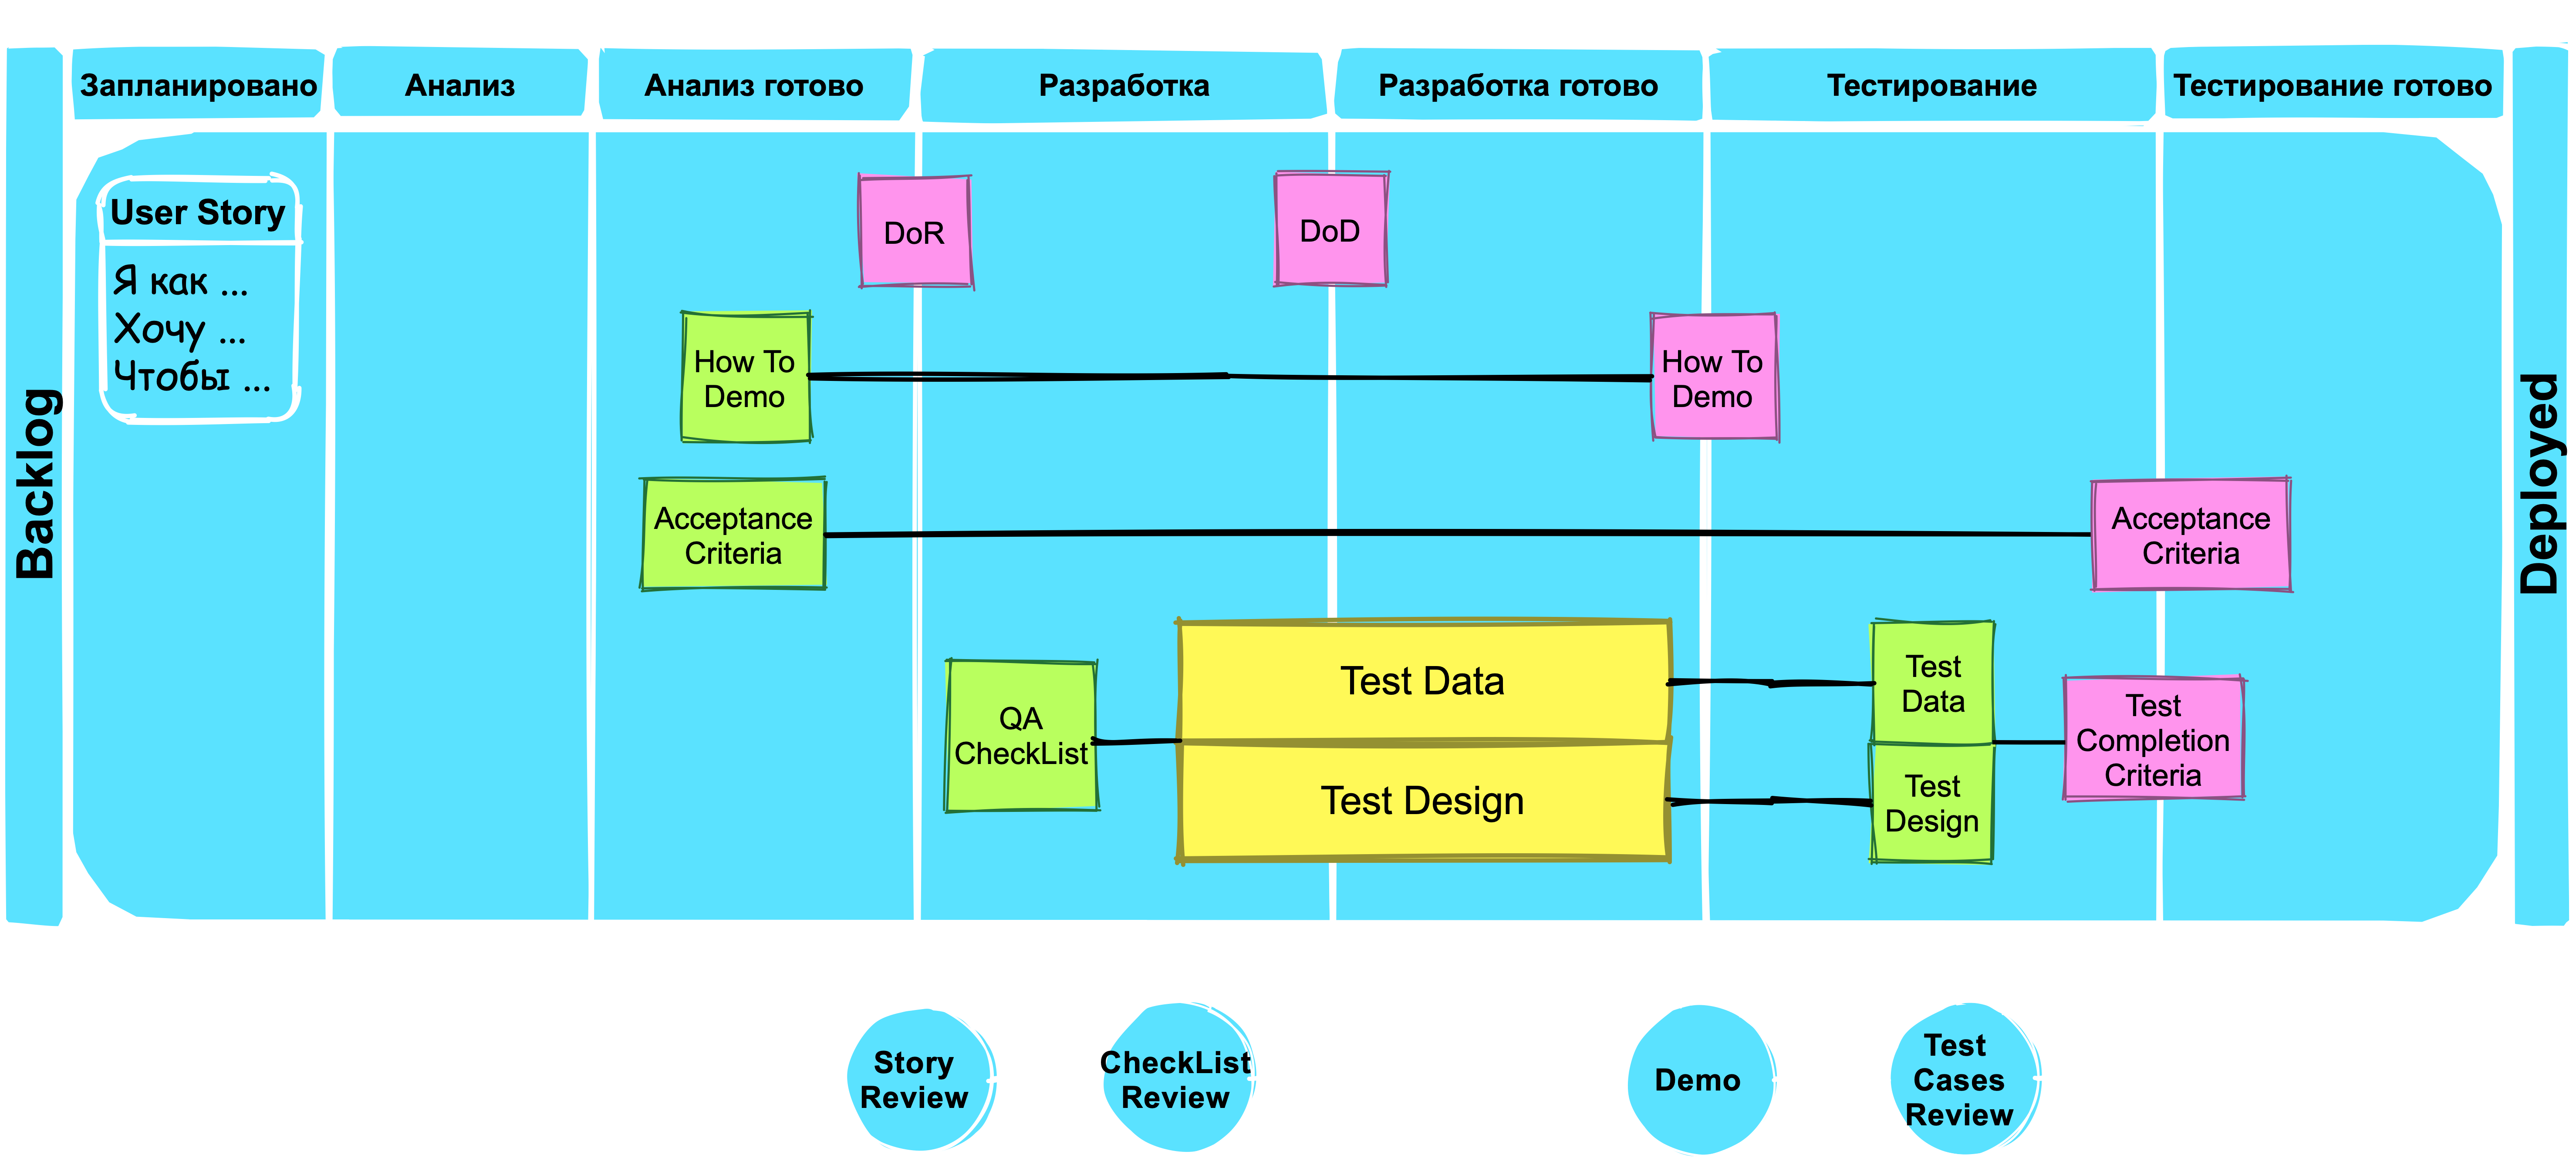 Backlog
Запланировано
Анализ
Анализ готово
Разработка
Разработка готово
Тестирование
Тестирование готово
Deployed
User Story
Я как ...
Хочу ...
Чтобы ...
DoR
DoD
How To
Demo
How To
Demo
Acceptance
Criteria
Acceptance
Criteria
QA
CheckList
Test Data
Test Design
Test
Data
Test
Design
Test
Completion
Criteria
Story
Review
CheckList
Review
Demo
Test
Cases
Review